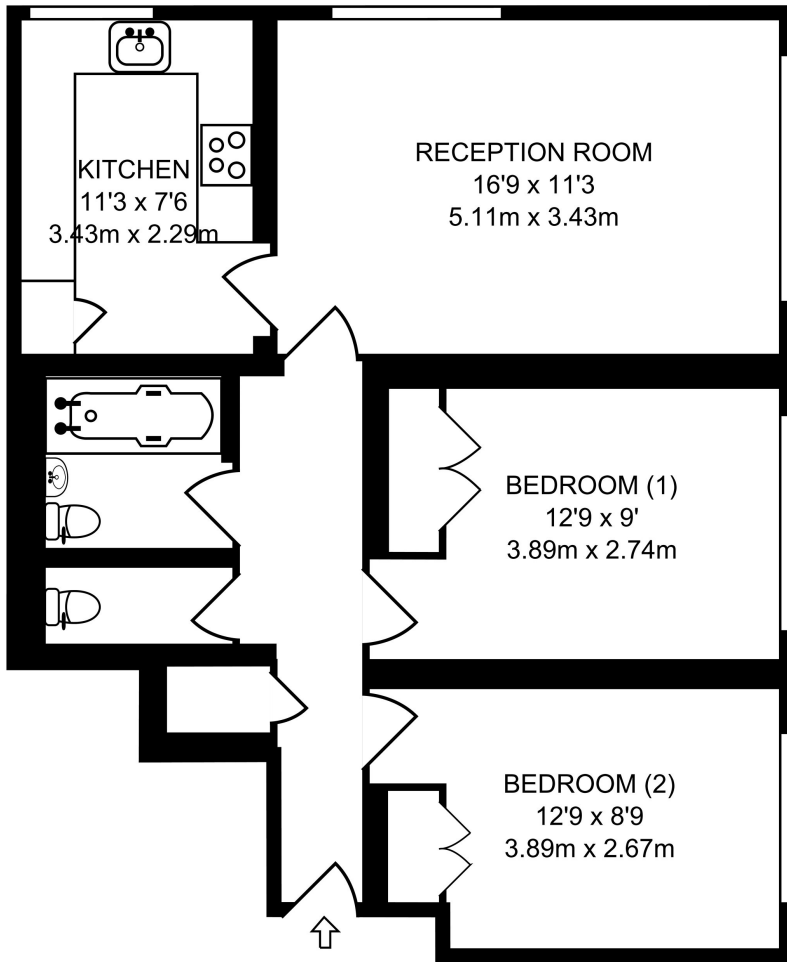 KITCHEN
11'3 x 7'6
3.43m x 2.29m
RECEPTION ROOM
16'9 x 11'3
5.11m x 3.43m
BEDROOM (1)
12'9 x 9'
3.89m x 2.74m
BEDROOM (2)
12'9 x 8'9
3.89m x 2.67m